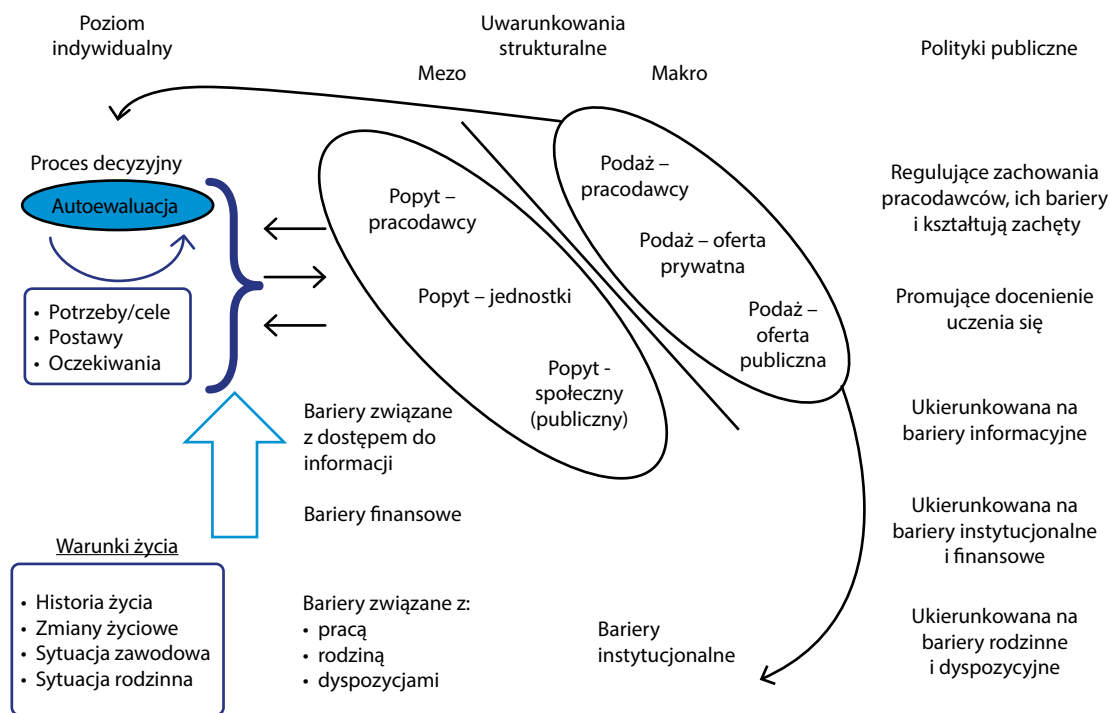 Poziom
indywidualny
Uwarunkowania
strukturalne
Mezo
Makro
Polityki publiczne
Proces decyzyjny
Autoewaluacja
• Potrzeby/cele
• Postawy
• Oczekiwania
Popyt –
pracodawcy
Popyt – jednostki
Popyt -
społeczny
(publiczny)
Podaż –
pracodawcy
Podaż – oferta
prywatna
Podaż –
oferta
publiczna
Regulujące zachowania
pracodawców, ich bariery
i kształtują zachęty
Promujące docenienie
uczenia się
Ukierunkowana na
bariery informacyjne
Ukierunkowana na
bariery instytucjonalne
i finansowe
Ukierunkowana na
bariery rodzinne
i dyspozycyjne
Bariery związane
z dostępem do
informacji
Bariery finansowe
Warunki życia
• Historia życia
• Zmiany życiowe
• Sytuacja zawodowa
• Sytuacja rodzinna
Bariery związane z:
• pracą
• rodziną
• dyspozycjami
Bariery
instytucjonalne